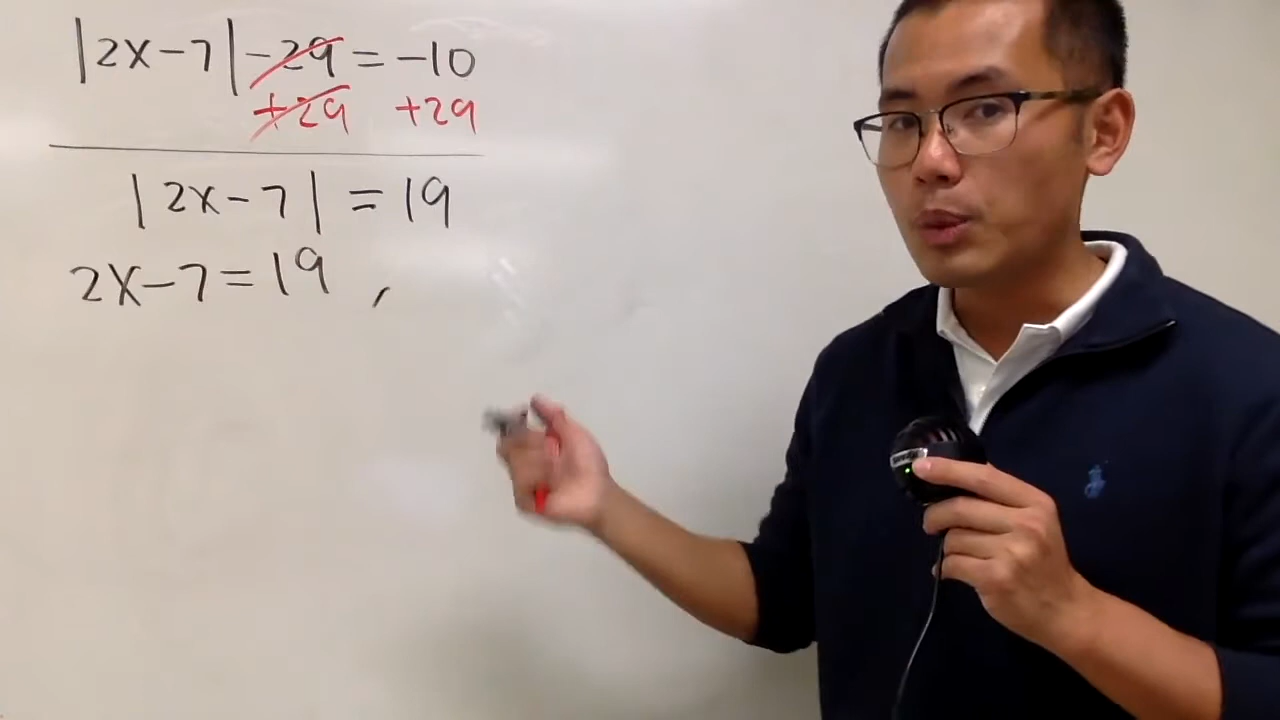 |2x-7|-29=-10
+29 +29
|2x-7|=19
2x-7=19 ,